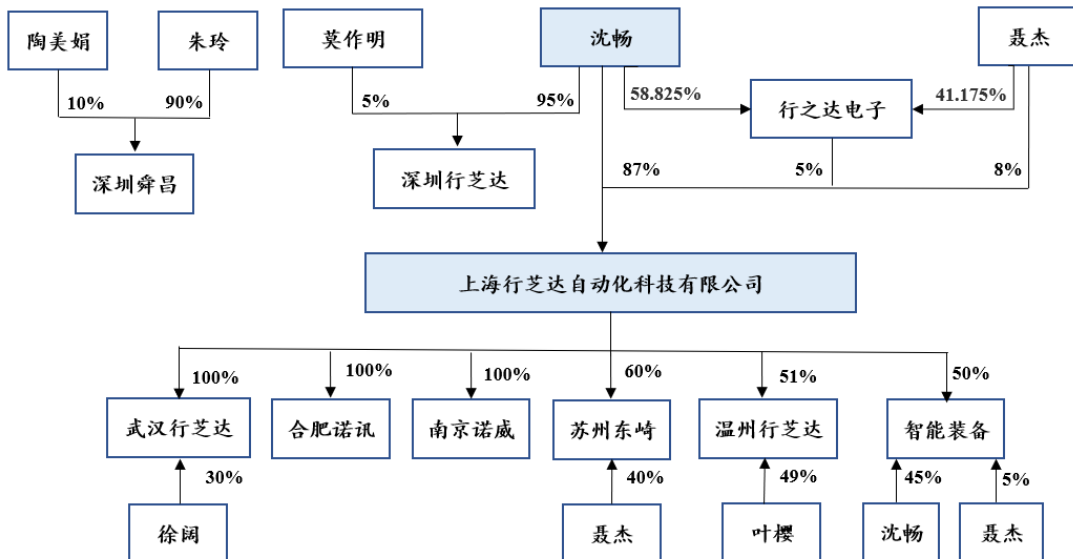 陶美娟
朱玲
莫作明
沈畅
聂杰
10%
90%
5%
95%
58.825%
行之达电子
41.175%
深圳舜昌
深圳行芝达
87%
5%
8%
上海行芝达自动化科技有限公司
100%
100%
100%
60%
51%
50%
武汉行芝达
合肥诺讯
南京诺威
苏州东崎
温州行芝达
智能装备
30%
40%
49%
45%
5%
徐阔
聂杰
叶樱
沈畅
聂杰